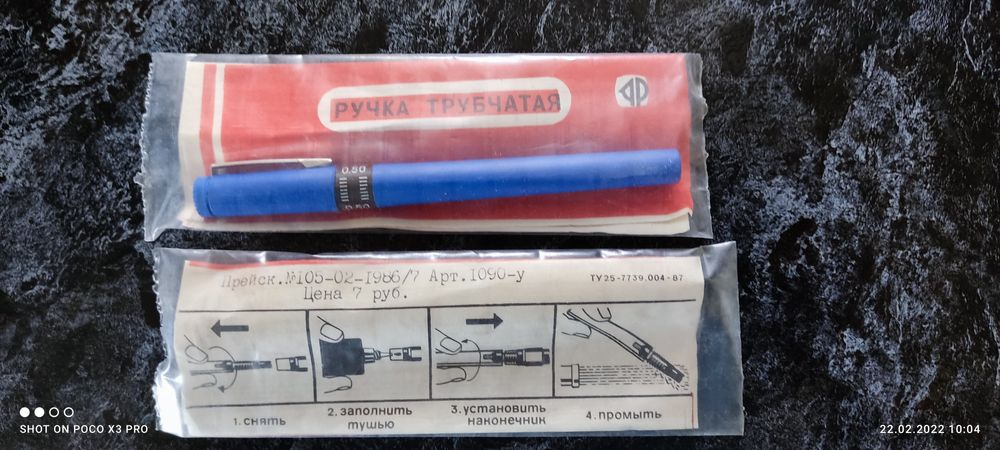 РУЧКА ТРУБЧАТАЯ
0.50
0.50
Прейск.№105-02-1986/7 Арт.1090-у
ТУ25-7739.004-87
Цена 7 руб.
1. снять
2. заполнить
тушью
3. установить
наконечник
4. промыть
SHOT ON POCO X3 PRO
22.02.2022 10:04